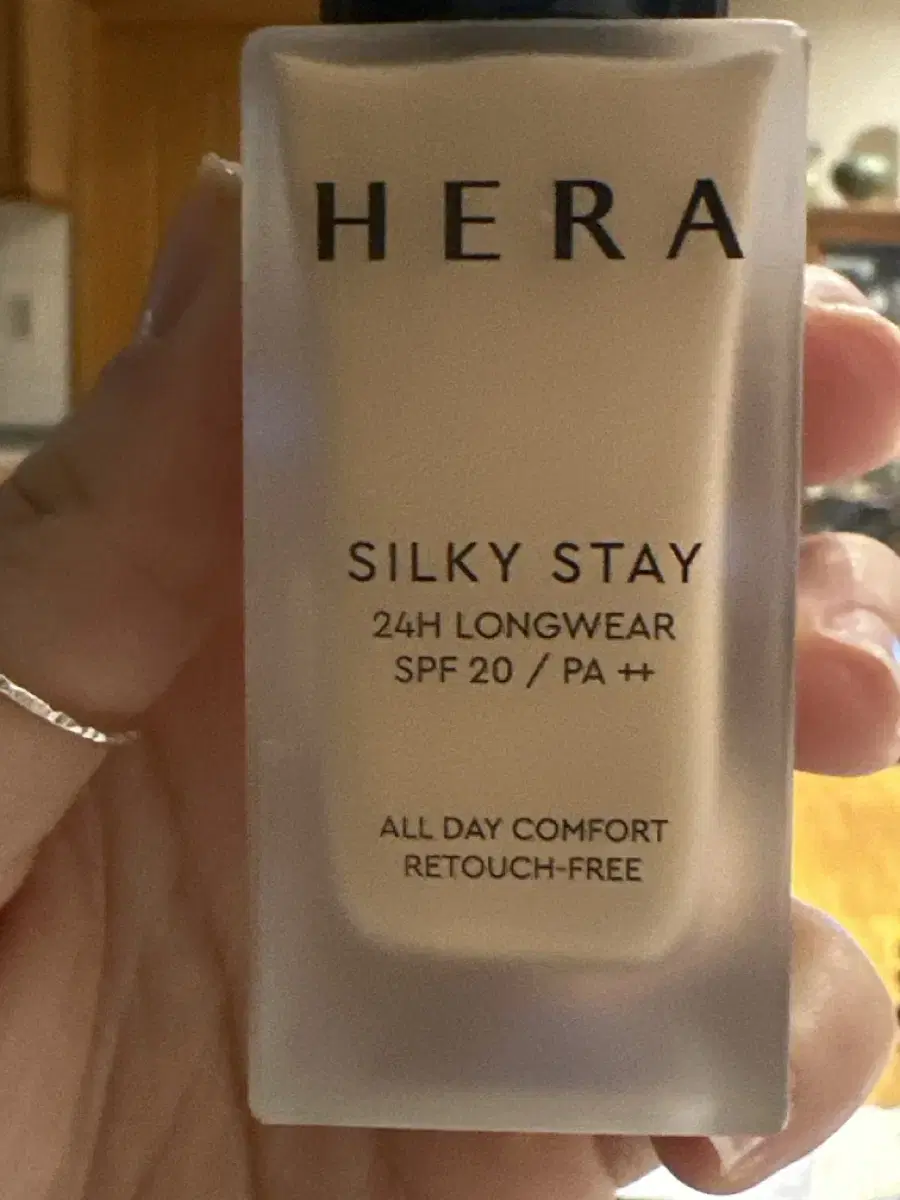 HERA
SILKY STAY
24H LONGWEAR
SPF 20 / PA ++
ALL DAY COMFORT
RETOUCH-FREE